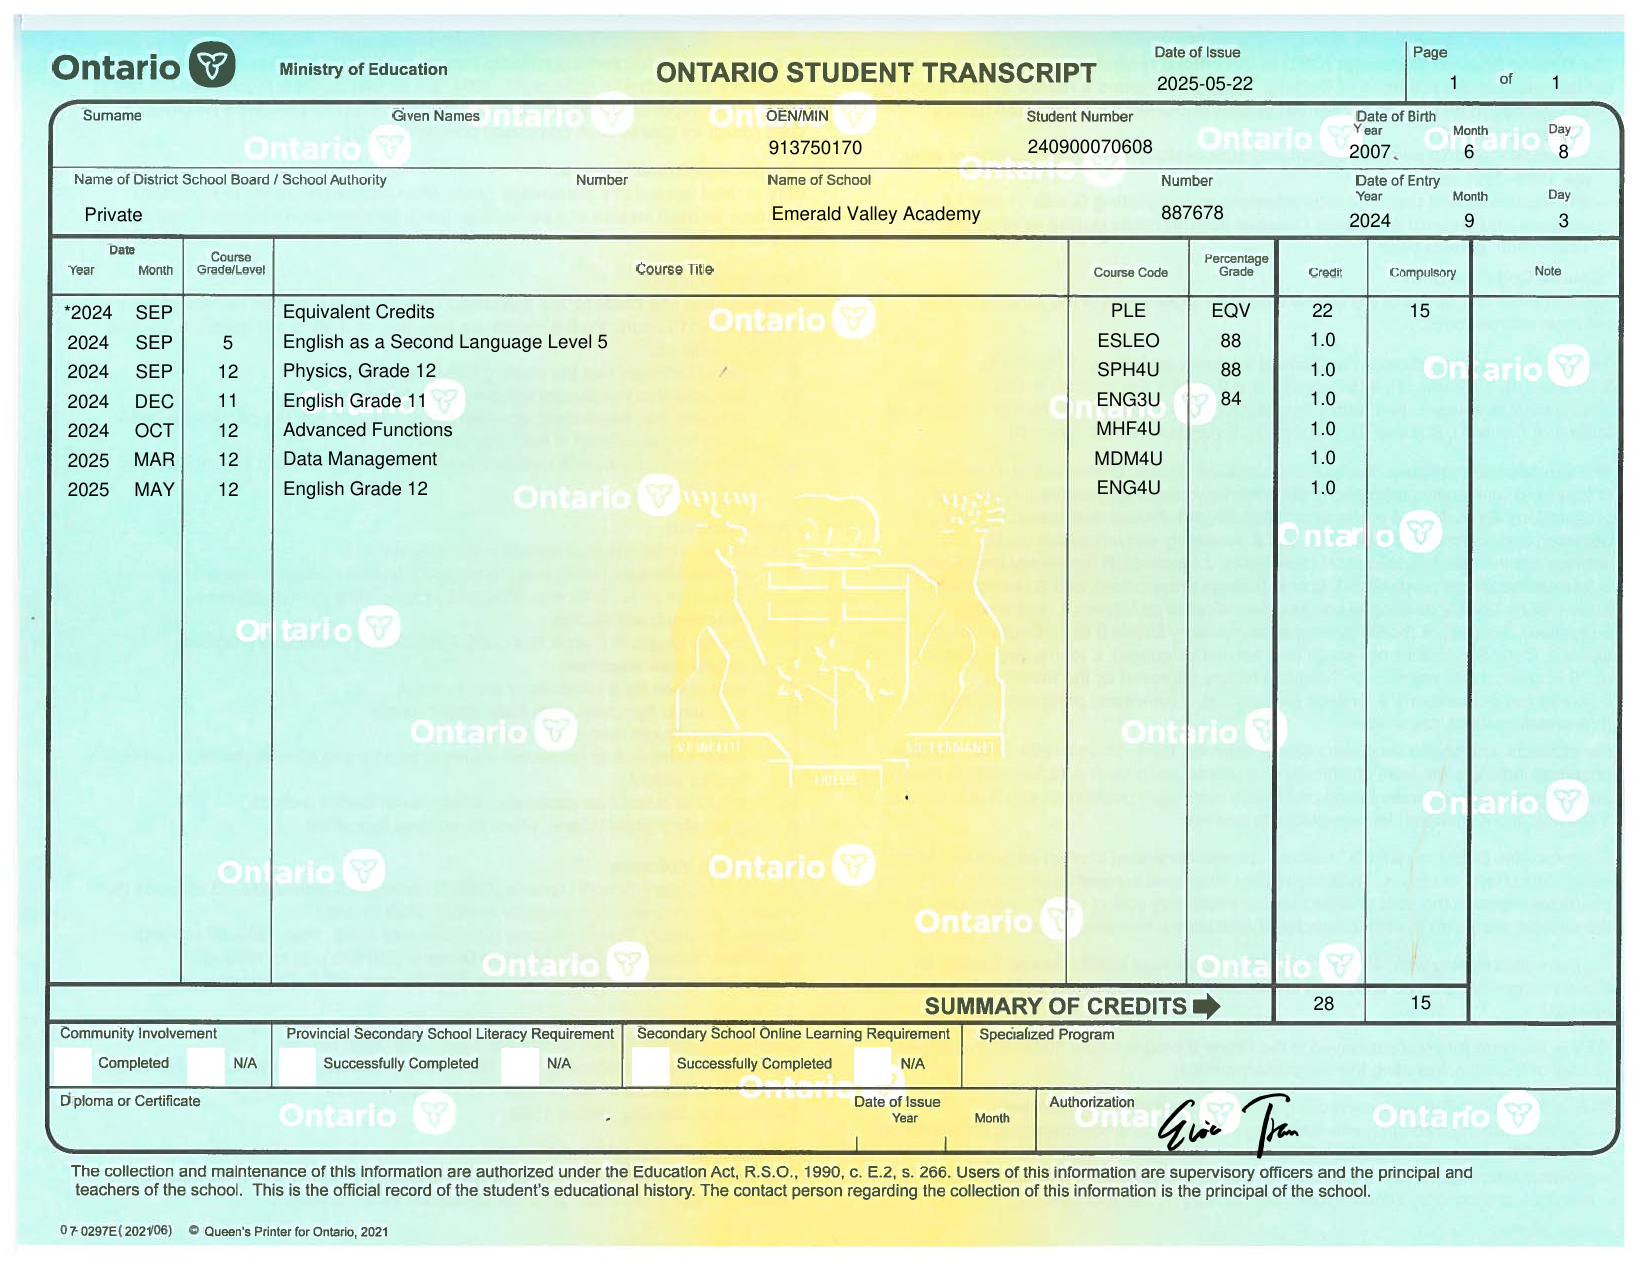 Ontario
Ministry of Education
ONTARIO STUDENT TRANSCRIPT
Date of Issue
2025-05-22
Page
1 of 1
Surname
Given Names
OEN/MIN
913750170
Student Number
240900070608
Date of Birth
Year Month Day
2007 6 8
Name of District School Board / School Authority
Private
Number
Name of School
Emerald Valley Academy
Number
887678
Date of Entry
Year Month Day
2024 9 3
Date
Year Month
Course
Grade/Level
Course Title
Course Code
Percentage
Grade
Credit
Compulsory
Note
*2024 SEP Equivalent Credits PLE EQV 22 15
2024 SEP 5 English as a Second Language Level 5 ESLEO 88 1.0
2024 SEP 12 Physics, Grade 12 SPH4U 88 1.0
2024 DEC 11 English Grade 11 ENG3U 84 1.0
2024 OCT 12 Advanced Functions MHF4U 1.0
2025 MAR 12 Data Management MDM4U 1.0
2025 MAY 12 English Grade 12 ENG4U 1.0
SUMMARY OF CREDITS 28 15
Community Involvement
Completed N/A
Provincial Secondary School Literacy Requirement
Successfully Completed N/A
Secondary School Online Learning Requirement
Successfully Completed N/A
Specialized Program
Diploma or Certificate
Date of Issue
Year Month
Authorization
Eric Tran
The collection and maintenance of this information are authorized under the Education Act, R.S.O., 1990, c. E.2, s. 266. Users of this information are supervisory officers and the principal and
teachers of the school. This is the official record of the student's educational history. The contact person regarding the collection of this information is the principal of the school.
07-0297E (2021/06) © Queen's Printer for Ontario, 2021